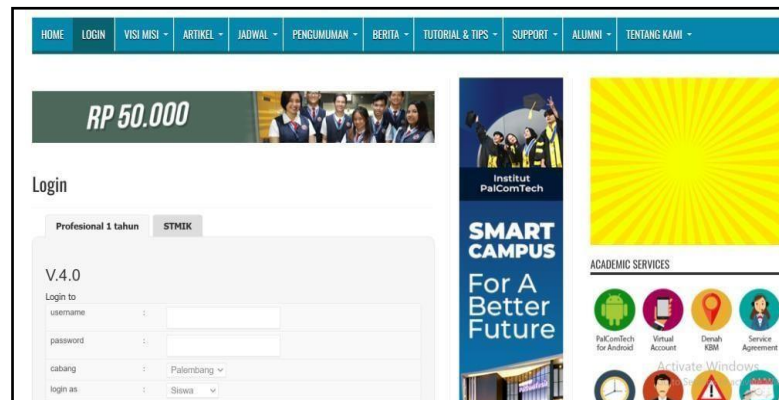 HOME LOGIN VISI MISI ARTIKEL JADWAL PENGUMUMAN BERITA TUTORIAL & TIPS SUPPORT ALUMNI TENTANG KAMI
RP 50.000
Login
Profesional 1 tahun STMIK
V.4.0
Login to
username :
password :
cabang : Palembang
login as : Siswa
Institut
PalComTech
SMART
CAMPUS
For A
Better
Future
ACADEMIC SERVICES
PalComTech
for Android
Virtual
Account
Denah
KBM
Service
Agreement
Activate Windows